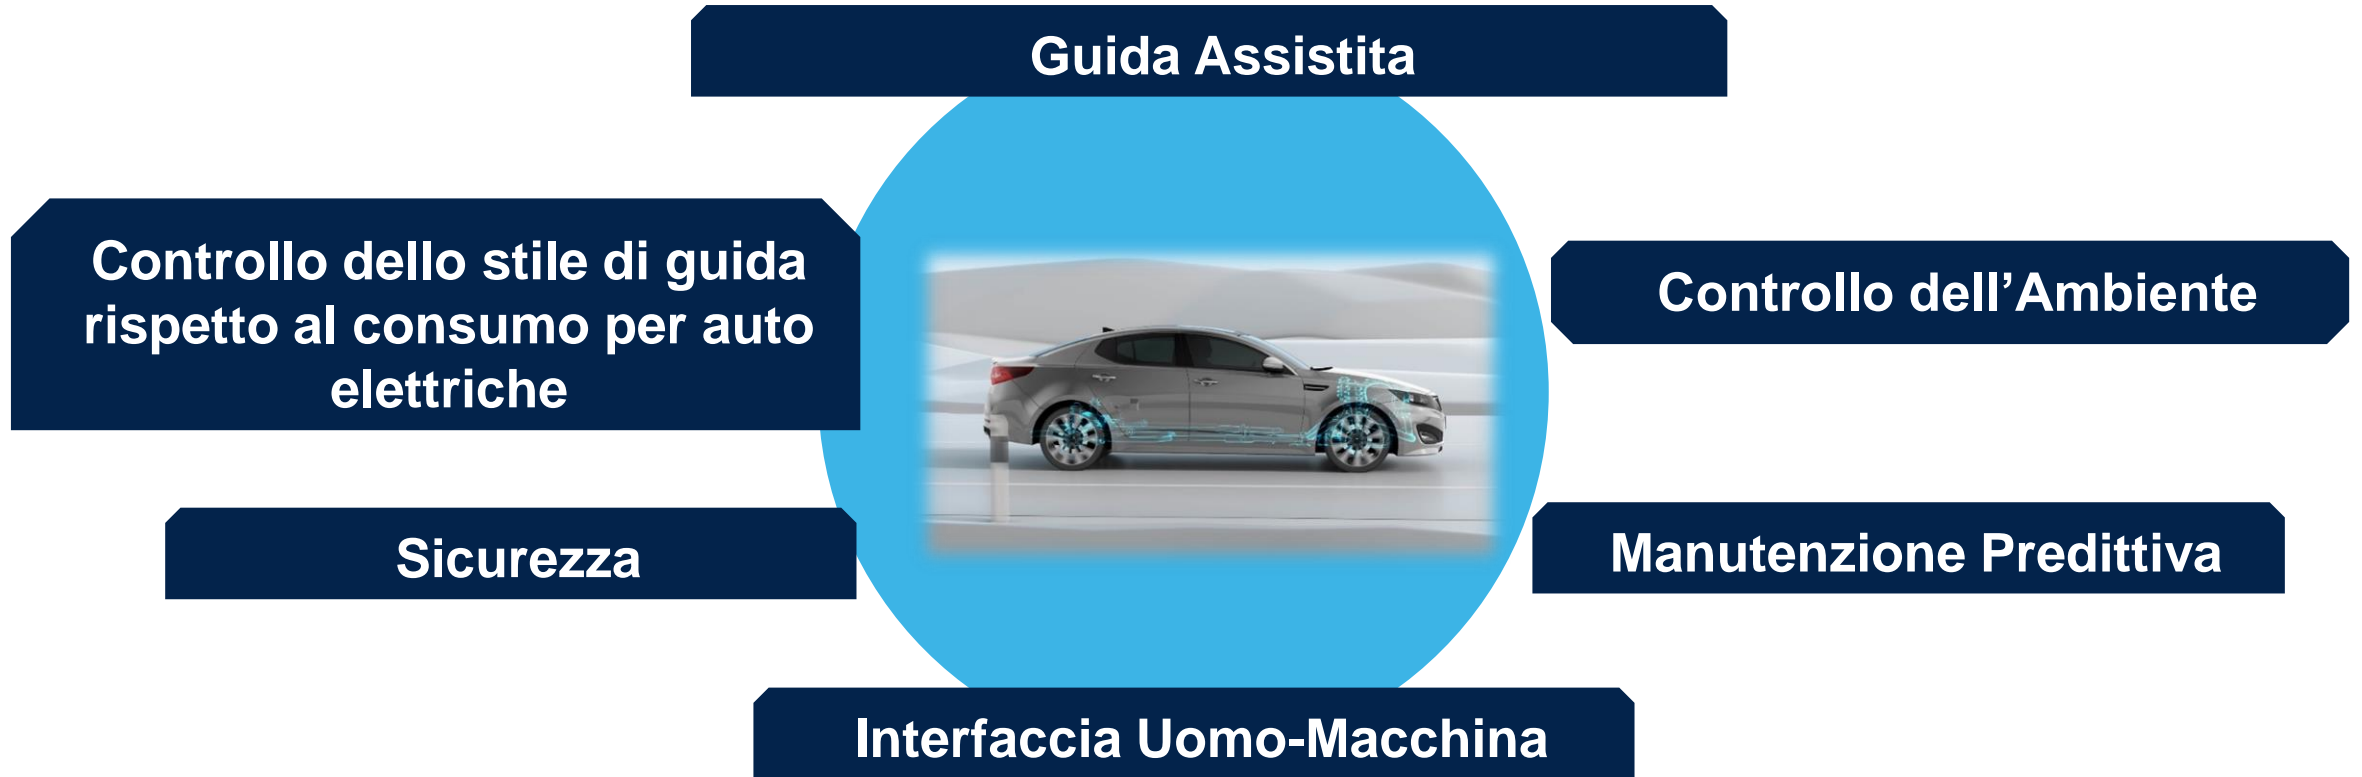 Guida Assistita
Controllo dello stile di guida
rispetto al consumo per auto
elettriche
Controllo dell’Ambiente
Sicurezza
Manutenzione Predittiva
Interfaccia Uomo-Macchina